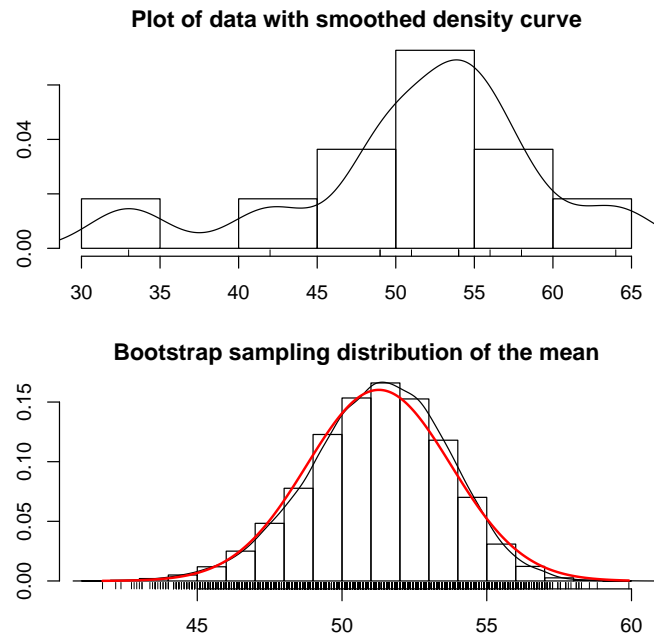 Plot of data with smoothed density curve
0.04
0.00
30 35 40 45 50 55 60 65
Bootstrap sampling distribution of the mean
0.15
0.10
0.05
0.00
45 50 55 60